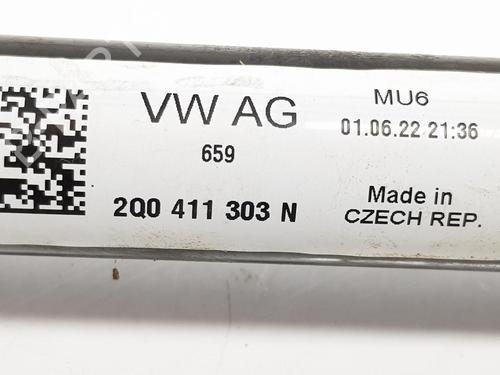 VW AG
659
2Q0 411 303 N
MU6
01.06.22 21:36
Made in
CZECH REP.